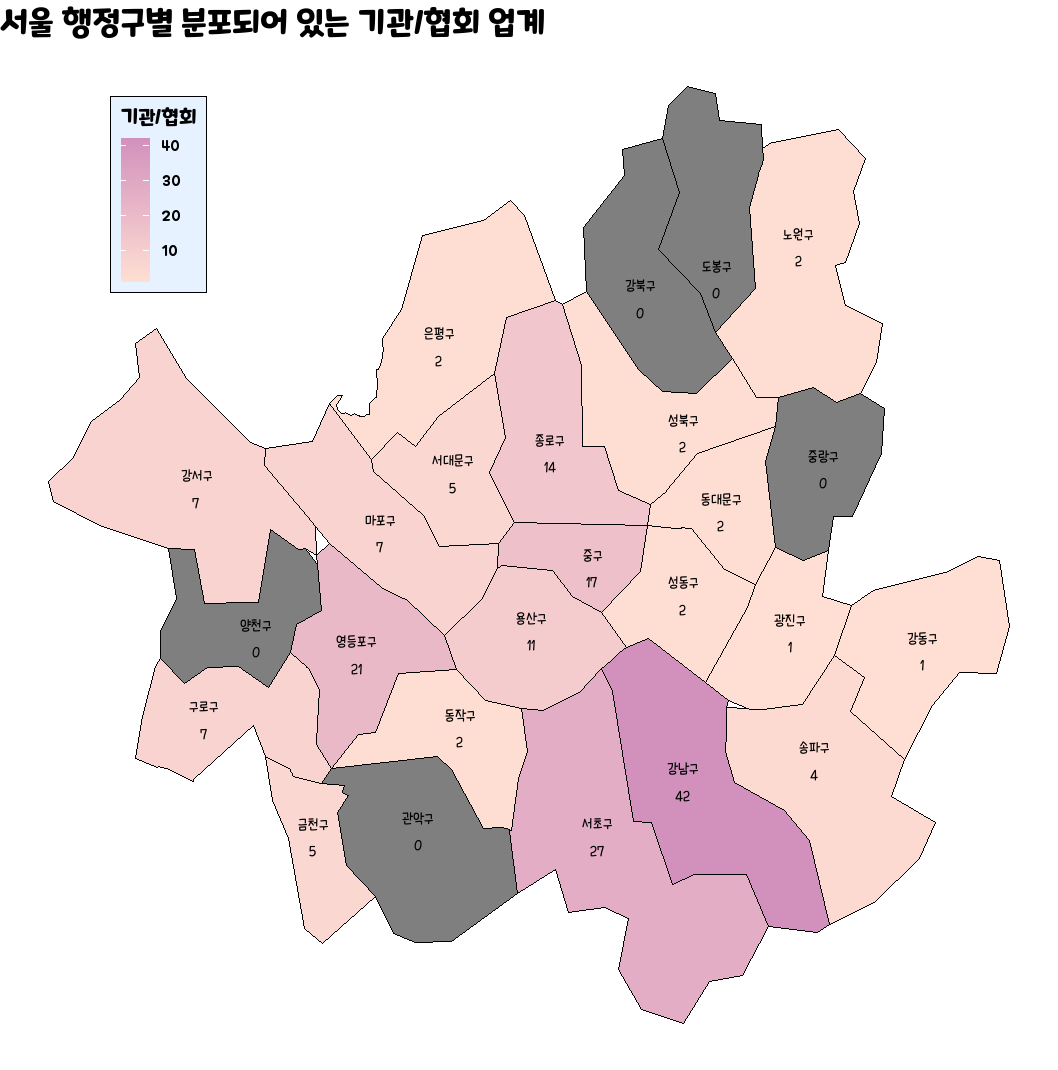 서울 행정구별 분포되어 있는 기관/협회 업계
기관/협회
40
30
20
10
노원구
2
도봉구
0
강북구
0
은평구
2
성북구
2
종로구
14
중랑구
0
서대문구
5
강서구
7
동대문구
2
마포구
7
중구
17
성동구
2
용산구
11
광진구
1
양천구
0
영등포구
21
강동구
1
구로구
7
동작구
2
송파구
4
강남구
42
관악구
0
금천구
5
서초구
27